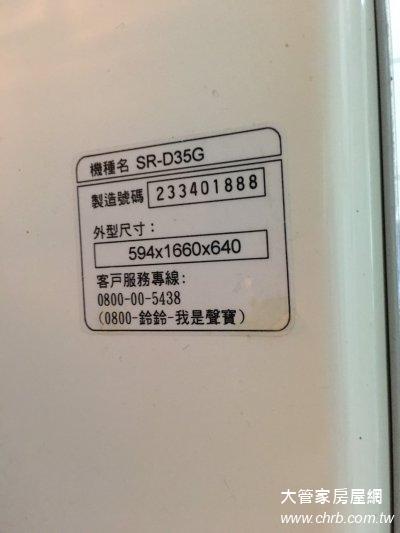 機種名 SR-D35G
製造號碼 233401888
外型尺寸：
594x1660x640
客戶服務專線:
0800-00-5438
(0800-鈴鈴-我是聲寶)
大管家房屋網
www.chrb.com.tw